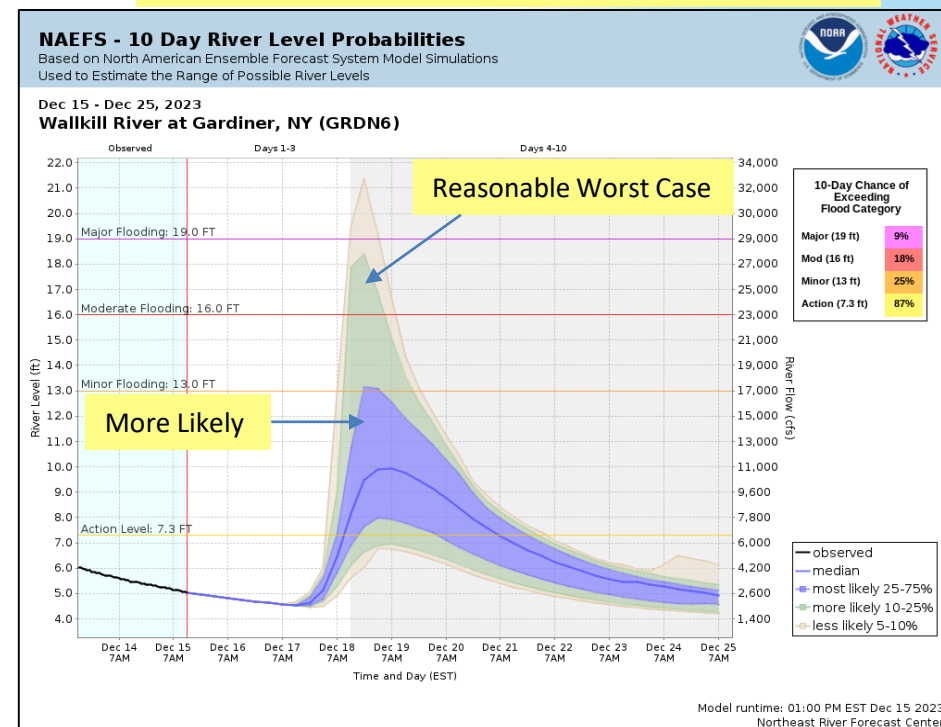 NAEFS - 10 Day River Level Probabilities
Based on North American Ensemble Forecast System Model Simulations
Used to Estimate the Range of Possible River Levels
NOAA
NATIONAL WEATHER SERVICE
Dec 15 - Dec 25, 2023
Wallkill River at Gardiner, NY (GRDN6)
Observed Days 1-3 Days 4-10
Reasonable Worst Case
More Likely
Major Flooding: 19.0 FT
Moderate Flooding: 16.0 FT
Minor Flooding: 13.0 FT
Action Level: 7.3 FT
River Level (ft)
22.0
21.0
20.0
19.0
18.0
17.0
16.0
15.0
14.0
13.0
12.0
11.0
10.0
9.0
8.0
7.0
6.0
5.0
4.0
34,000
32,000
30,000
29,000
27,000
25,000
23,000
21,000
19,000
17,000
15,000
13,000
11,000
9,600
7,800
6,000
4,200
2,600
1,400
River Flow (cfs)
Dec 14 Dec 15 Dec 16 Dec 17 Dec 18 Dec 19 Dec 20 Dec 21 Dec 22 Dec 23 Dec 24 Dec 25
7AM 7AM 7AM 7AM 7AM 7AM 7AM 7AM 7AM 7AM 7AM 7AM
Time and Day (EST)
10-Day Chance of
Exceeding
Flood Category
Major (19 ft) 9%
Mod (16 ft) 18%
Minor (13 ft) 25%
Action (7.3 ft) 87%
observed
median
most likely 25-75%
more likely 10-25%
less likely 5-10%
Model runtime: 01:00 PM EST Dec 15 2023
Northeast River Forecast Center